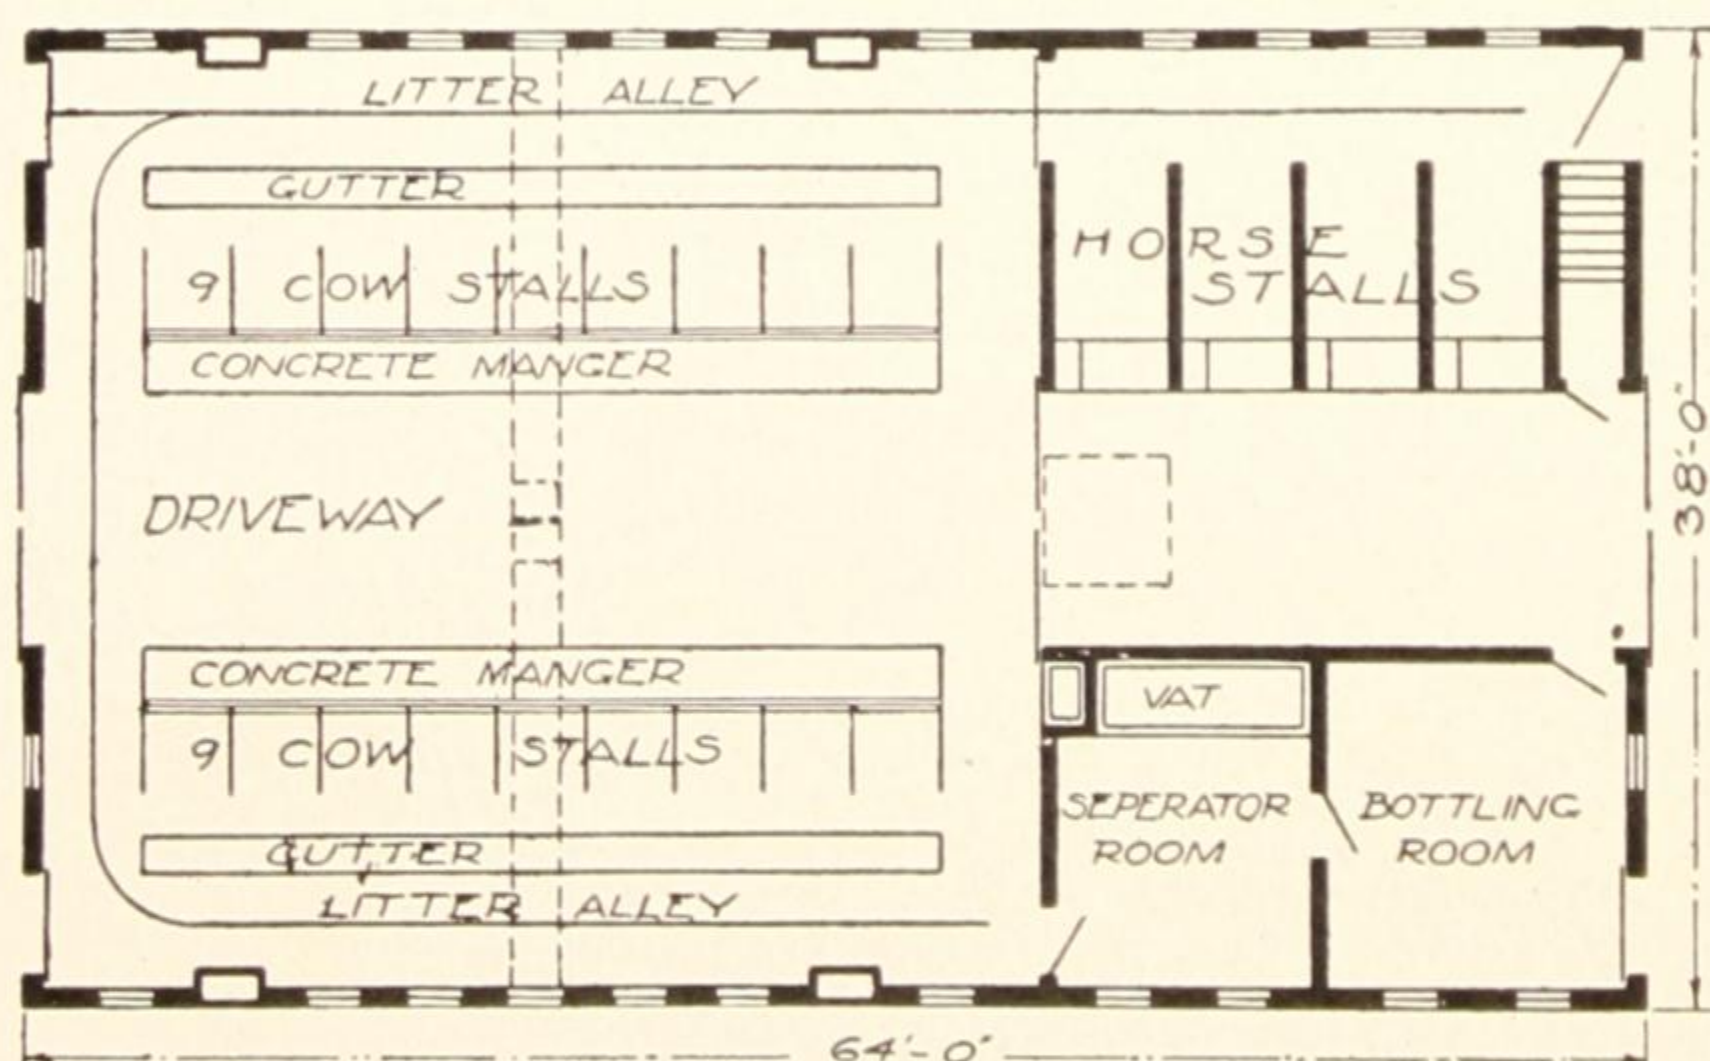 LITTER ALLEY
GUTTER
9 COW STALLS
CONCRETE MANGER
HORSE
STALLS
DRIVEWAY
38'-0"
CONCRETE MANGER
VAT
9 COW STALLS
SEPERATOR
ROOM
BOTTLING
ROOM
GUTTER
LITTER ALLEY
64'-0"